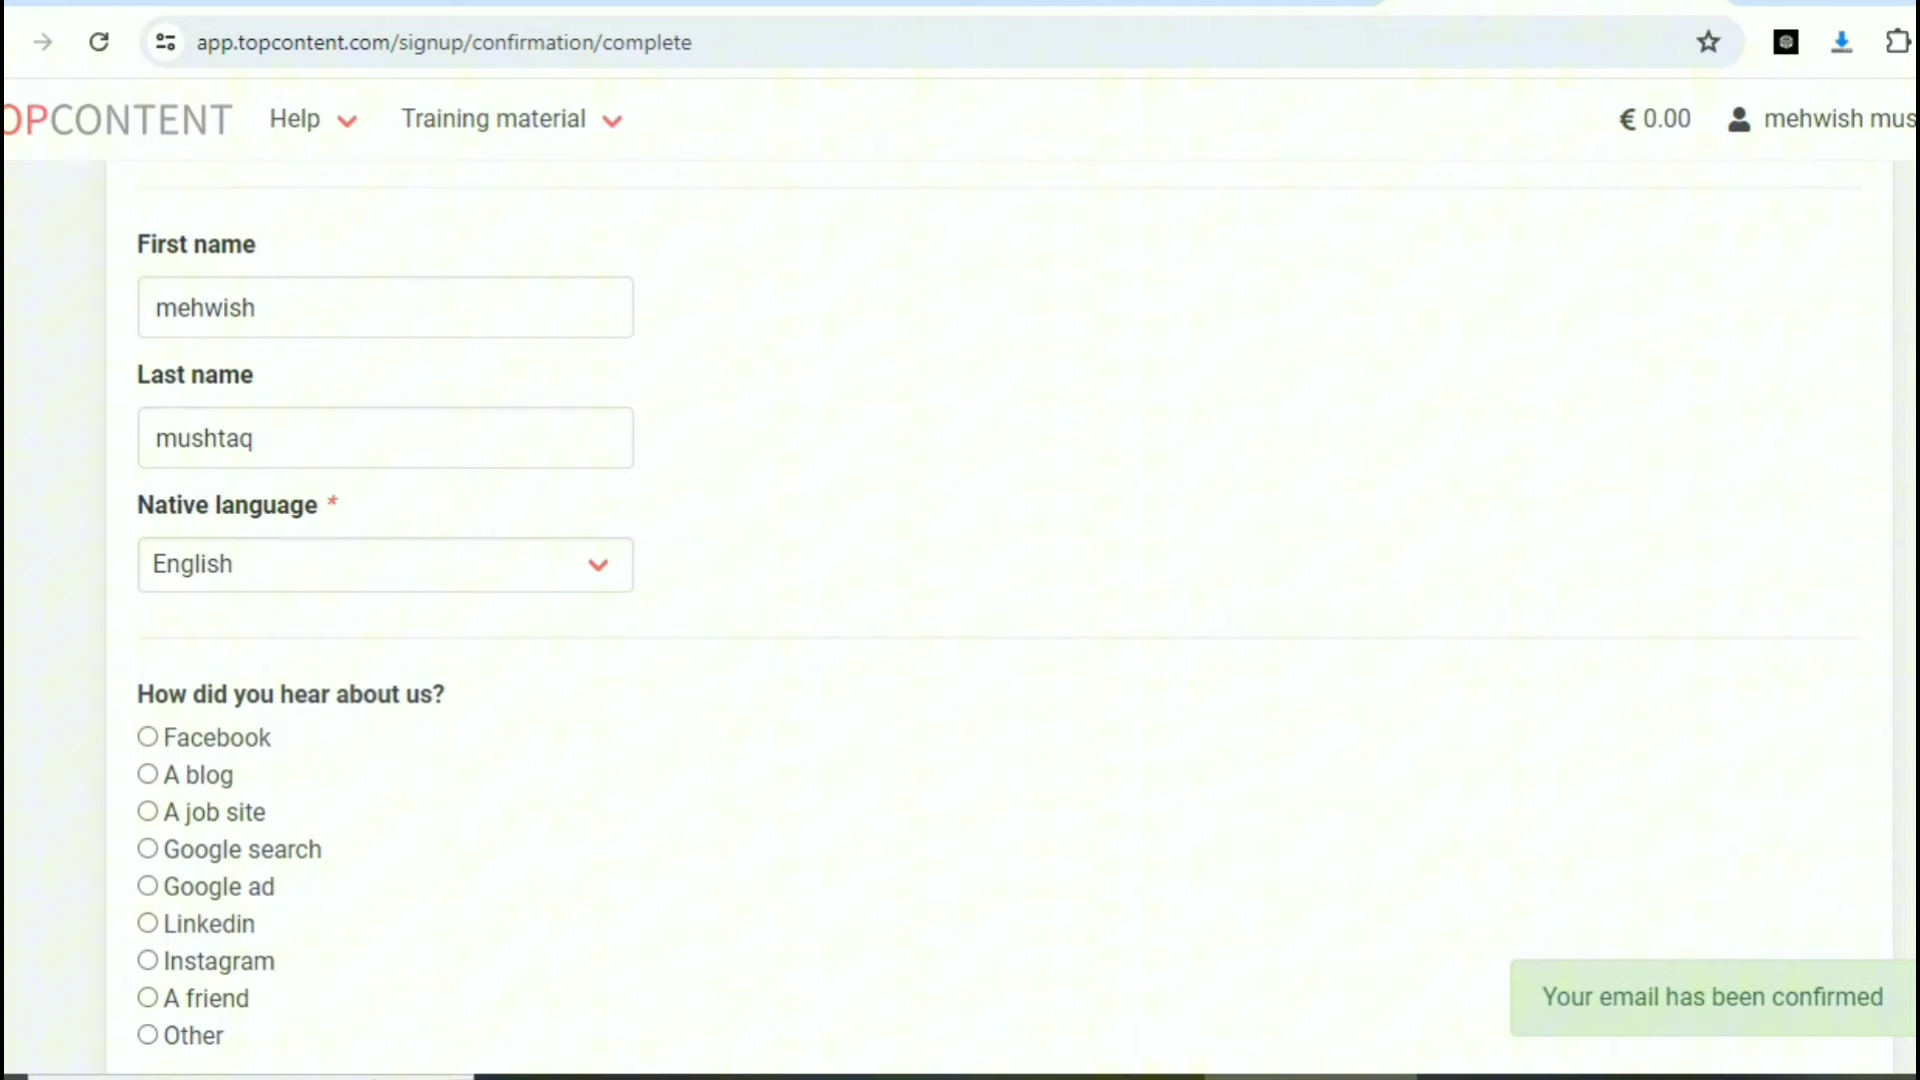 app.topcontent.com/signup/confirmation/complete
OPCONTENT Help Training material € 0.00 mehwish mus
First name
mehwish
Last name
mushtaq
Native language *
English
How did you hear about us?
Facebook
A blog
A job site
Google search
Google ad
Linkedin
Instagram
A friend
Other
Your email has been confirmed